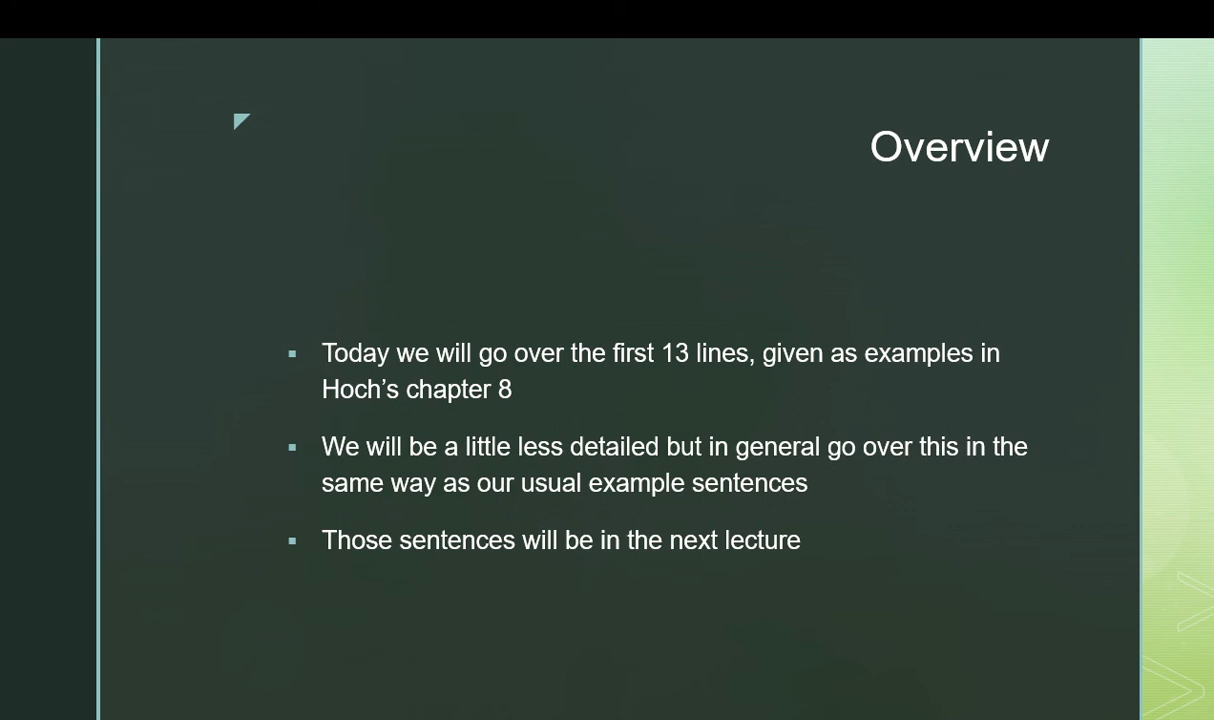 Overview
Today we will go over the first 13 lines, given as examples in
Hoch’s chapter 8
We will be a little less detailed but in general go over this in the
same way as our usual example sentences
Those sentences will be in the next lecture